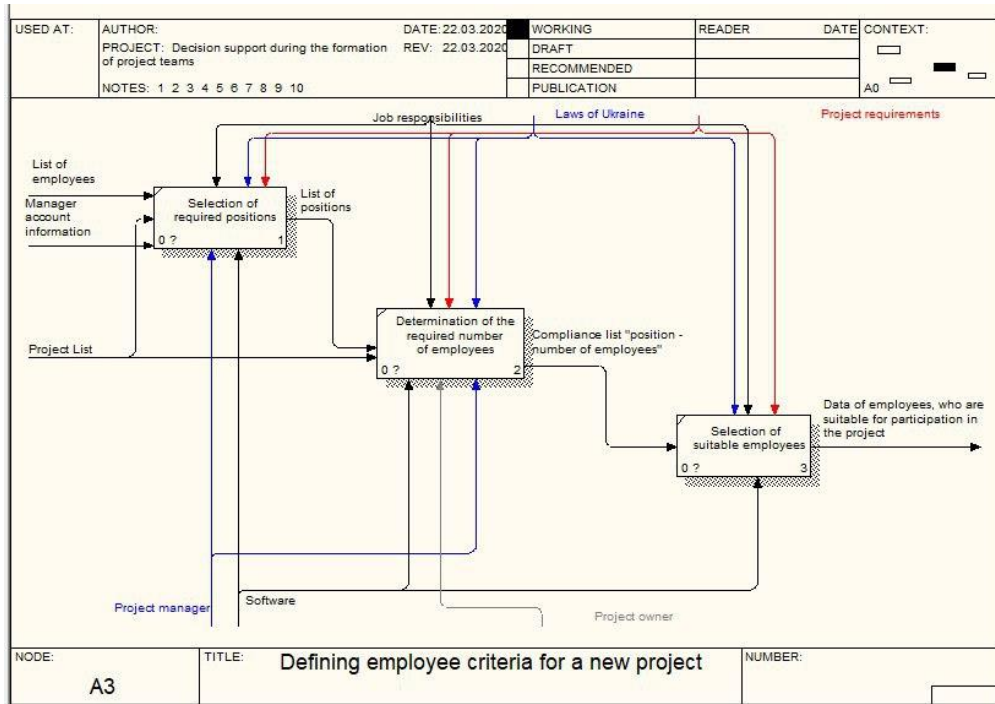 USED AT:
AUTHOR:
DATE: 22.03.2020
WORKING
READER
DATE
CONTEXT:
PROJECT: Decision support during the formation
of project teams
REV: 22.03.2020
DRAFT
RECOMMENDED
NOTES: 1 2 3 4 5 6 7 8 9 10
PUBLICATION
A0
Job responsibilities
Laws of Ukraine
Project requirements
List of
employees
Manager
account
information
Selection of
required positions
0 ?
1
List of
positions
Project List
Determination of the
required number
of employees
0 ?
2
Compliance list "position -
number of employees"
Selection of
suitable employees
0 ?
3
Data of employees, who are
suitable for participation in
the project
Project manager
Software
Project owner
NODE:
A3
TITLE:
Defining employee criteria for a new project
NUMBER: